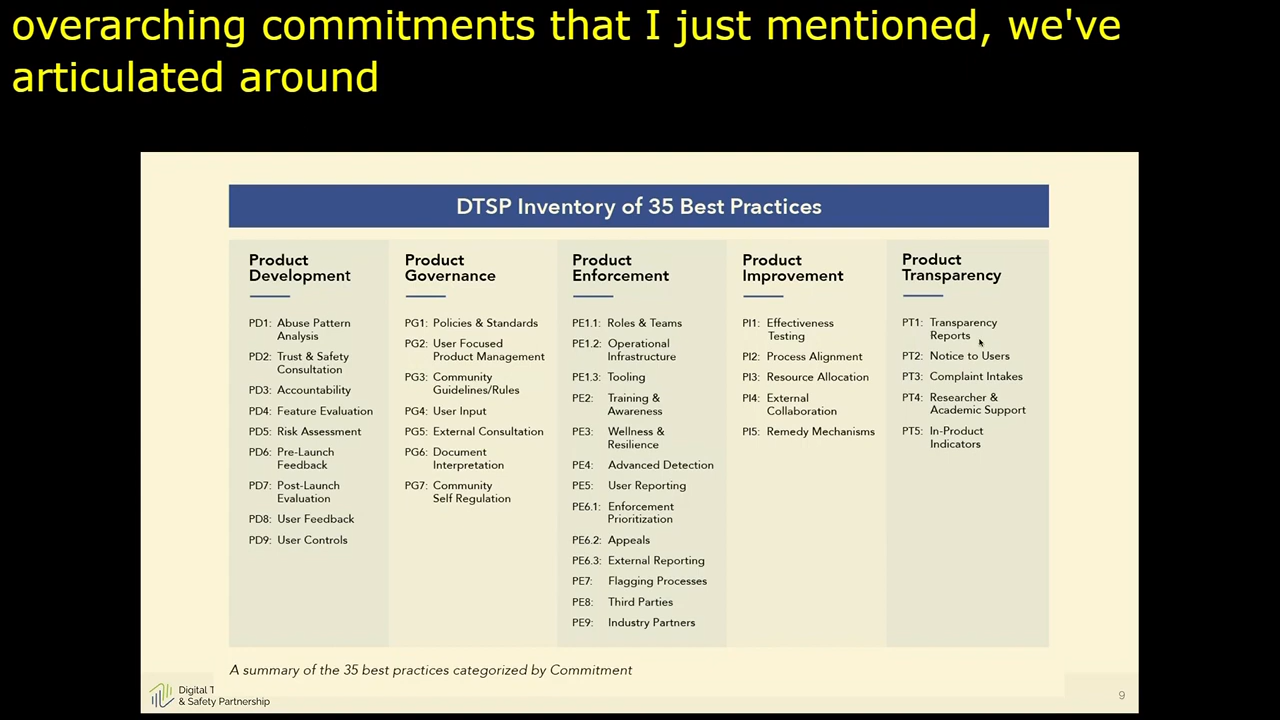 overarching commitments that I just mentioned, we've
articulated around
DTSP Inventory of 35 Best Practices
Product
Development
PD1: Abuse Pattern
Analysis
PD2: Trust & Safety
Consultation
PD3: Accountability
PD4: Feature Evaluation
PD5: Risk Assessment
PD6: Pre-Launch
Feedback
PD7: Post-Launch
Evaluation
PD8: User Feedback
PD9: User Controls
Product
Governance
PG1: Policies & Standards
PG2: User Focused
Product Management
PG3: Community
Guidelines/Rules
PG4: User Input
PG5: External Consultation
PG6: Document
Interpretation
PG7: Community
Self Regulation
Product
Enforcement
PE1.1: Roles & Teams
PE1.2: Operational
Infrastructure
PE1.3: Tooling
PE2: Training &
Awareness
PE3: Wellness &
Resilience
PE4: Advanced Detection
PE5: User Reporting
PE6.1: Enforcement
Prioritization
PE6.2: Appeals
PE6.3: External Reporting
PE7: Flagging Processes
PE8: Third Parties
PE9: Industry Partners
Product
Improvement
PI1: Effectiveness
Testing
PI2: Process Alignment
PI3: Resource Allocation
PI4: External
Collaboration
PI5: Remedy Mechanisms
Product
Transparency
PT1: Transparency
Reports
PT2: Notice to Users
PT3: Complaint Intakes
PT4: Researcher &
Academic Support
PT5: In-Product
Indicators
A summary of the 35 best practices categorized by Commitment
Digital T
& Safety Partnership
9